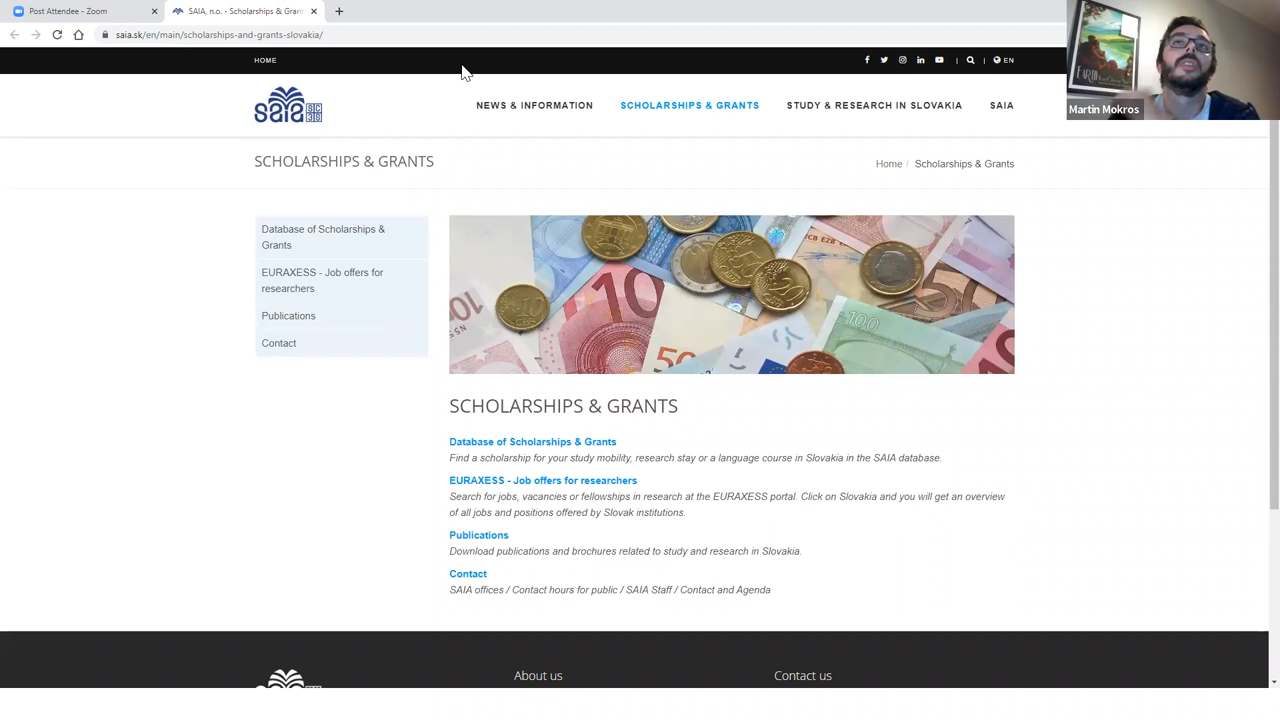 Post Attendee - Zoom
SAIA, n.o. - Scholarships & Grant
saia.sk/en/main/scholarships-and-grants-slovakia/
HOME
EN
saia
NEWS & INFORMATION
SCHOLARSHIPS & GRANTS
STUDY & RESEARCH IN SLOVAKIA
SAIA
Martin Mokros
SCHOLARSHIPS & GRANTS
Home / Scholarships & Grants
Database of Scholarships &
Grants
EURAXESS - Job offers for
researchers
Publications
Contact
SCHOLARSHIPS & GRANTS
Database of Scholarships & Grants
Find a scholarship for your study mobility, research stay or a language course in Slovakia in the SAIA database.
EURAXESS - Job offers for researchers
Search for jobs, vacancies or fellowships in research at the EURAXESS portal. Click on Slovakia and you will get an overview
of all jobs and positions offered by Slovak institutions.
Publications
Download publications and brochures related to study and research in Slovakia.
Contact
SAIA offices / Contact hours for public / SAIA Staff / Contact and Agenda
About us
Contact us